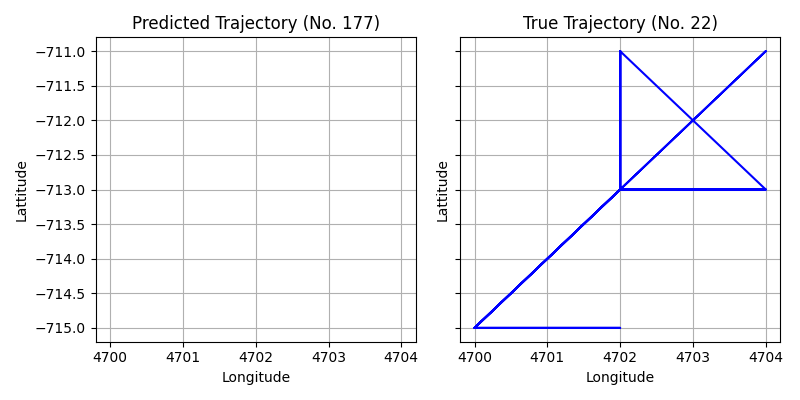 Predicted Trajectory (No. 177)
−711.0
−711.5
−712.0
−712.5
−713.0
−713.5
−714.0
−714.5
−715.0
Lattitude
4700 4701 4702 4703 4704
Longitude
True Trajectory (No. 22)
Lattitude
4700 4701 4702 4703 4704
Longitude